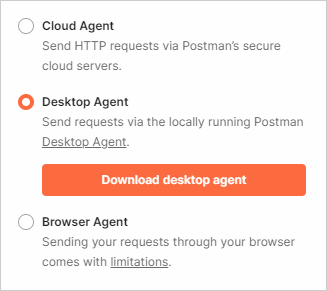 Cloud Agent
Send HTTP requests via Postman's secure
cloud servers.
Desktop Agent
Send requests via the locally running Postman
Desktop Agent.
Download desktop agent
Browser Agent
Sending your requests through your browser
comes with limitations.